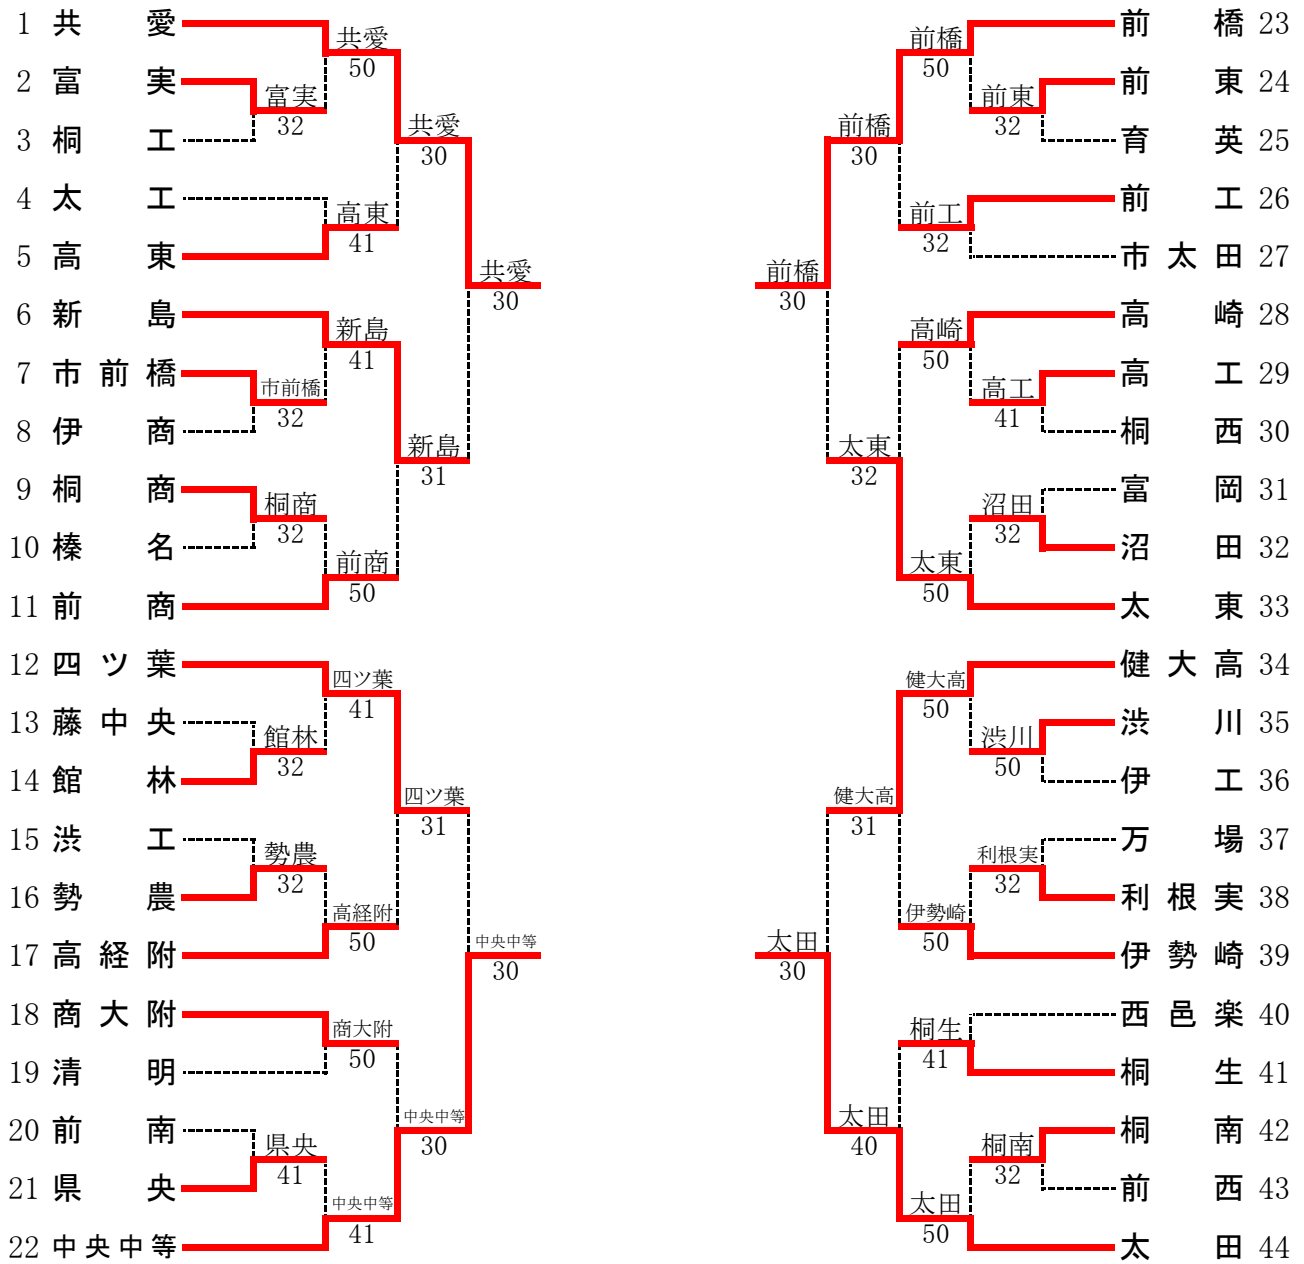 1 共愛
2 富実
3 桐工
4 太工
5 高東
6 新島
7 市前橋
8 伊商
9 桐商
10 榛名
11 前商
12 四ツ葉
13 藤中央
14 館林
15 渋工
16 勢農
17 高経附
18 商大附
19 清明
20 前南
21 県央
22 中央中等
富実
32
市前橋
32
桐商
32
館林
32
勢農
32
県央
41
共愛
50
高東
41
新島
41
前商
50
四ツ葉
41
高経附
50
商大附
50
中央中等
41
共愛
30
新島
31
四ツ葉
31
中央中等
30
共愛
30
中央中等
30
前橋
30
太田
30
前橋
30
太東
32
健大高
31
太田
40
前橋
50
前工
32
高崎
50
太東
50
健大高
50
伊勢崎
50
桐生
41
太田
50
前東
32
高工
41
沼田
32
渋川
50
利根実
32
桐南
32
前橋 23
前東 24
育英 25
前工 26
市太田 27
高崎 28
高工 29
桐西 30
富岡 31
沼田 32
太東 33
健大高 34
渋川 35
伊工 36
万場 37
利根実 38
伊勢崎 39
西邑楽 40
桐生 41
桐南 42
前西 43
太田 44